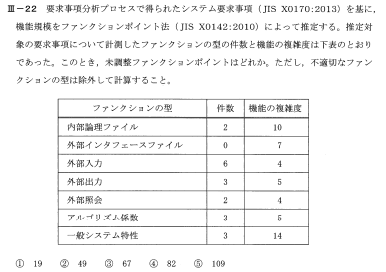 Ⅲ－22 要求事項分析プロセスで得られたシステム要求事項（JIS X0170:2013）を基に，
機能規模をファンクションポイント法（JIS X0142:2010）によって推定する。推定対
象の要求事項について計測したファンクションの型の件数と機能の複雑度は下表のとおり
であった。このとき，未調整ファンクションポイントはどれか。ただし，不適切なファン
クションの型は除外して計算すること。
ファンクションの型 件数 機能の複雑度
内部論理ファイル 2 10
外部インタフェースファイル 0 7
外部入力 6 4
外部出力 3 5
外部照会 2 4
アルゴリズム係数 3 5
一般システム特性 3 14
① 19 ② 49 ③ 67 ④ 82 ⑤ 109